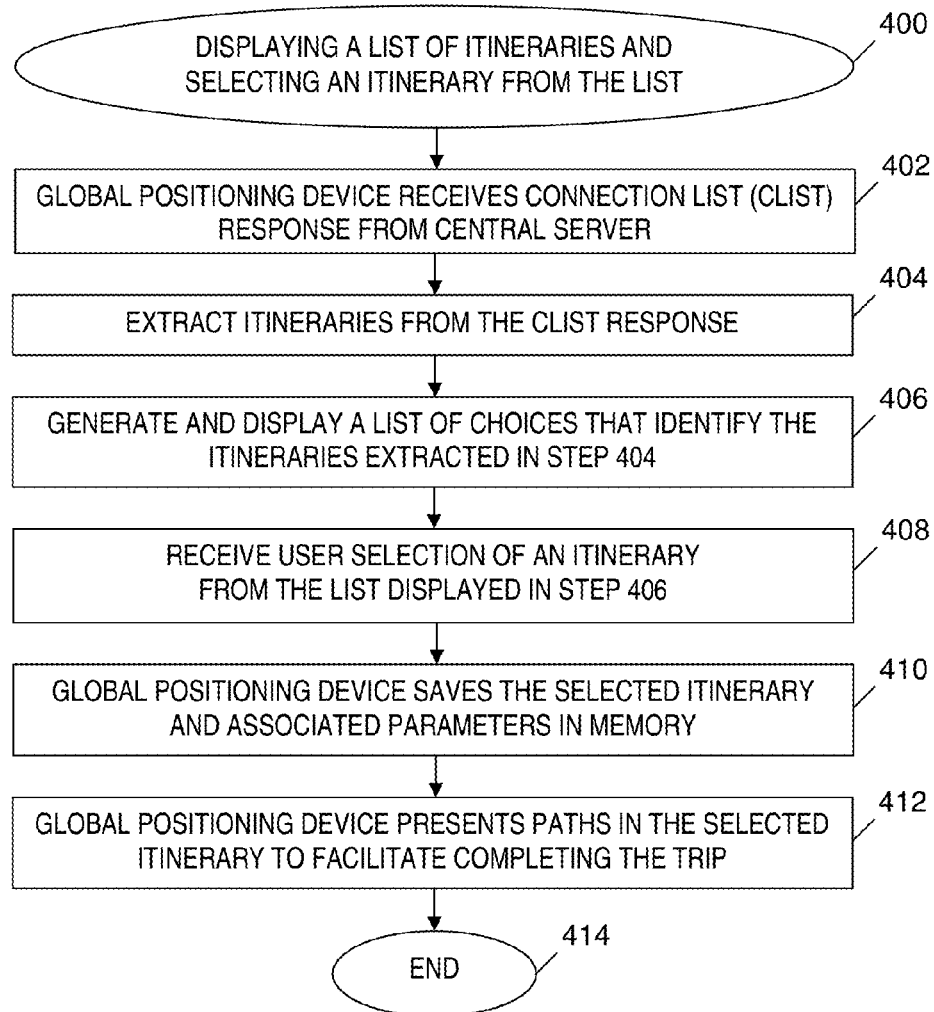 DISPLAYING A LIST OF ITINERARIES AND
SELECTING AN ITINERARY FROM THE LIST
400
GLOBAL POSITIONING DEVICE RECEIVES CONNECTION LIST (CLIST)
RESPONSE FROM CENTRAL SERVER
402
EXTRACT ITINERARIES FROM THE CLIST RESPONSE
404
GENERATE AND DISPLAY A LIST OF CHOICES THAT IDENTIFY THE
ITINERARIES EXTRACTED IN STEP 404
406
RECEIVE USER SELECTION OF AN ITINERARY
FROM THE LIST DISPLAYED IN STEP 406
408
GLOBAL POSITIONING DEVICE SAVES THE SELECTED ITINERARY
AND ASSOCIATED PARAMETERS IN MEMORY
410
GLOBAL POSITIONING DEVICE PRESENTS PATHS IN THE SELECTED
ITINERARY TO FACILITATE COMPLETING THE TRIP
412
END
414